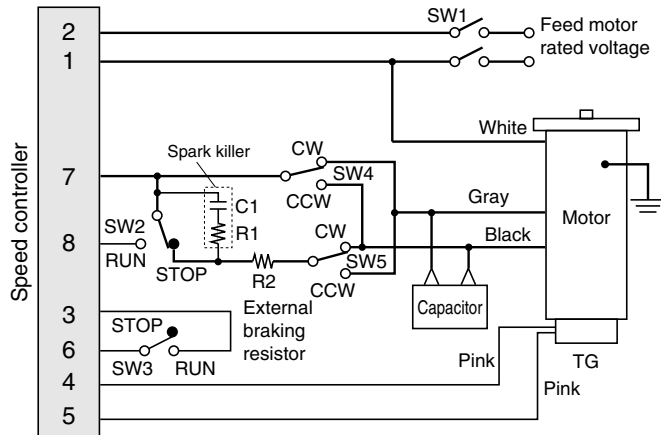 SW1
Feed motor
rated voltage
2
1
White
Spark killer
CW
SW4
7
CCW
C1
R1
Gray
Motor
SW2
8
RUN
STOP
CW
SW5
Black
R2
CCW
Capacitor
Speed controller
3
STOP
External
braking
resistor
6
SW3
RUN
Pink
TG
4
Pink
5